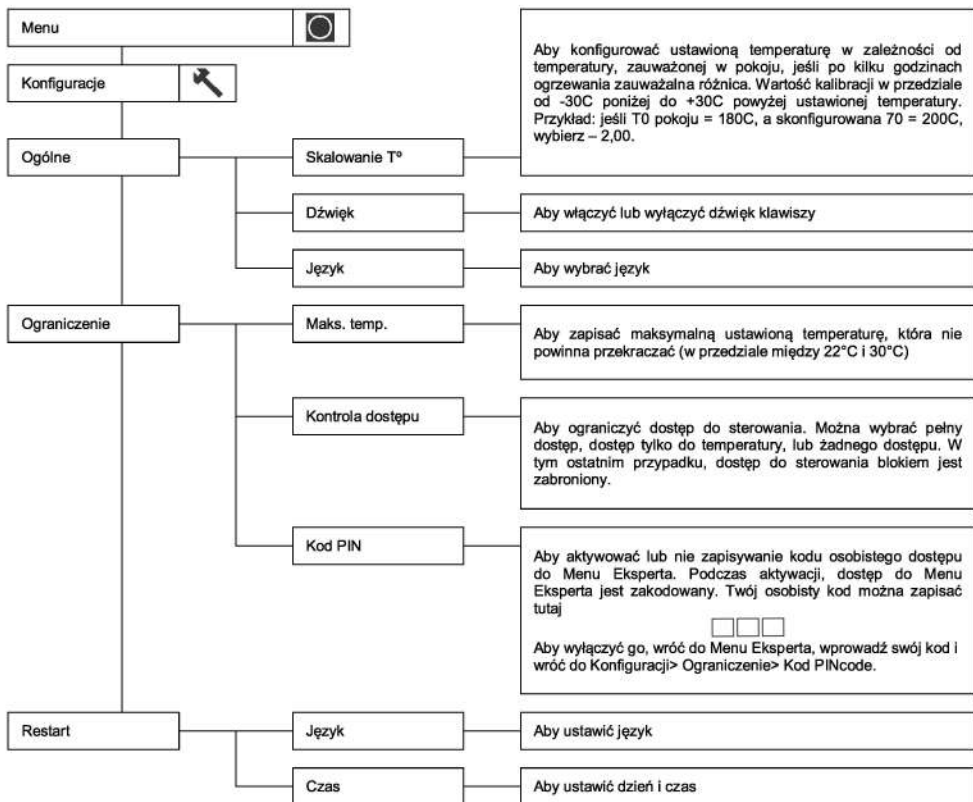 Menu
Konfiguracje
Ogólne
Skalowanie Tº
Aby konfigurować ustawioną temperaturę w zależności od
temperatury, zauważonej w pokoju, jeśli po kilku godzinach
ogrzewania zauważalna różnica. Wartość kalibracji w przedziale
od -30C poniżej do +30C powyżej ustawionej temperatury.
Przykład: jeśli T0 pokoju = 180C, a skonfigurowana 70 = 200C,
wybierz – 2,00.
Dźwięk
Aby włączyć lub wyłączyć dźwięk klawiszy
Język
Aby wybrać język
Ograniczenie
Maks. temp.
Aby zapisać maksymalną ustawioną temperaturę, która nie
powinna przekraczać (w przedziale między 22°C i 30°C)
Kontrola dostępu
Aby ograniczyć dostęp do sterowania. Można wybrać pełny
dostęp, dostęp tylko do temperatury, lub żadnego dostępu. W
tym ostatnim przypadku, dostęp do sterowania blokiem jest
zabroniony.
Kod PIN
Aby aktywować lub nie zapisywanie kodu osobistego dostępu
do Menu Eksperta. Podczas aktywacji, dostęp do Menu
Eksperta jest zakodowany. Twój osobisty kod można zapisać
tutaj
Aby wyłączyć go, wróć do Menu Eksperta, wprowadź swój kod i
wróć do Konfiguracji> Ograniczenie> Kod PINcode.
Restart
Język
Aby ustawić język
Czas
Aby ustawić dzień i czas